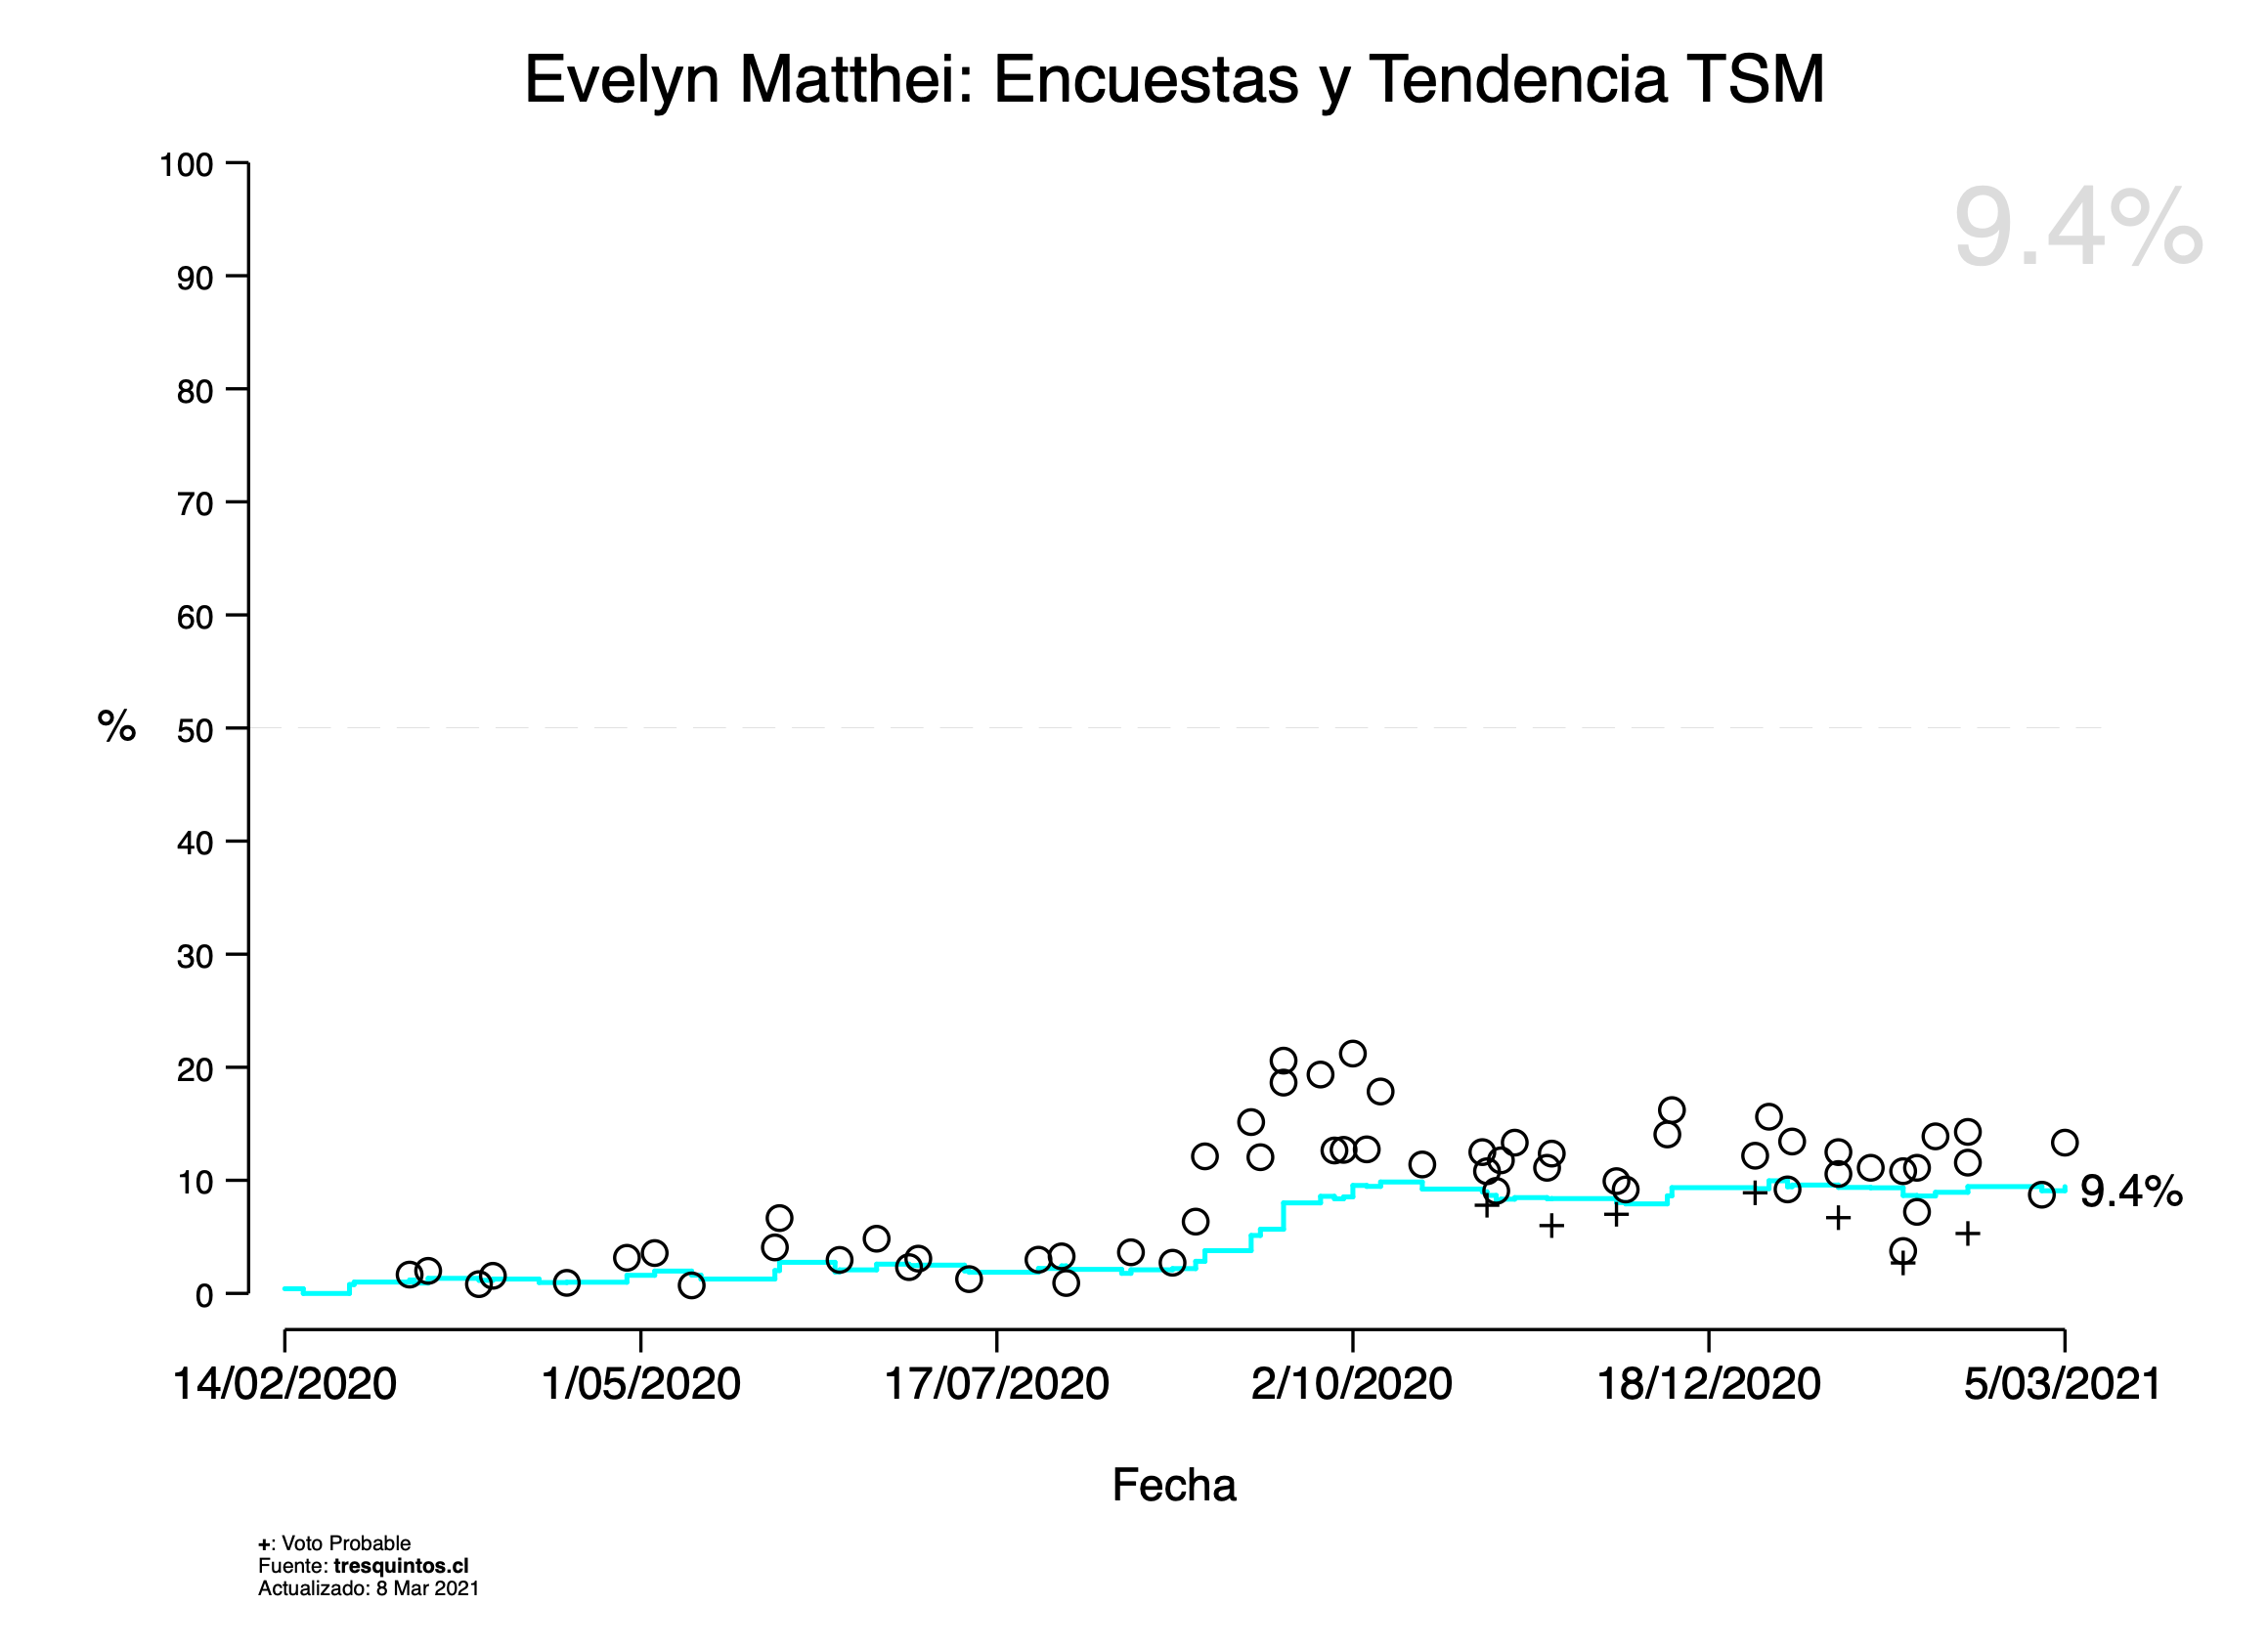 Evelyn Matthei: Encuestas y Tendencia TSM
9.4%
100
90
80
70
60
50
40
30
20
10
0
%
9.4%
14/02/2020 1/05/2020 17/07/2020 2/10/2020 18/12/2020 5/03/2021
Fecha
+: Voto Probable
Fuente: tresquintos.cl
Actualizado: 8 Mar 2021